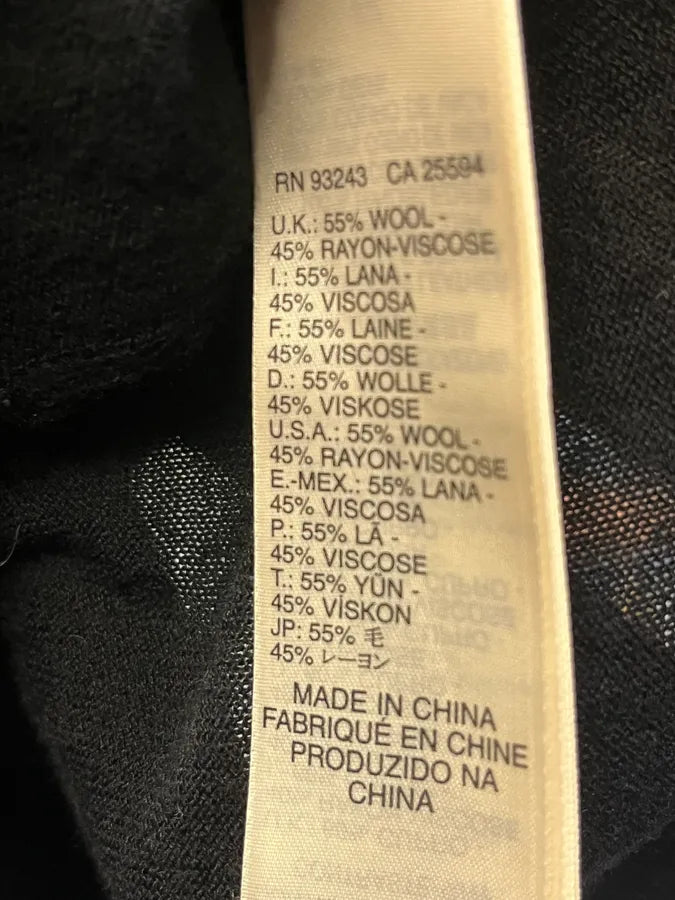 RN 93243 CA 25594
U.K.: 55% WOOL -
45% RAYON-VISCOSE
I.: 55% LANA -
45% VISCOSA
F.: 55% LAINE -
45% VISCOSE
D.: 55% WOLLE -
45% VISKOSE
U.S.A.: 55% WOOL -
45% RAYON-VISCOSE
E.-MEX.: 55% LANA -
45% VISCOSA
P.: 55% LÃ -
45% VISCOSE
T.: 55% YÜN -
45% VİSKON
JP: 55% 毛
45% レーヨン
MADE IN CHINA
FABRIQUÉ EN CHINE
PRODUZIDO NA
CHINA